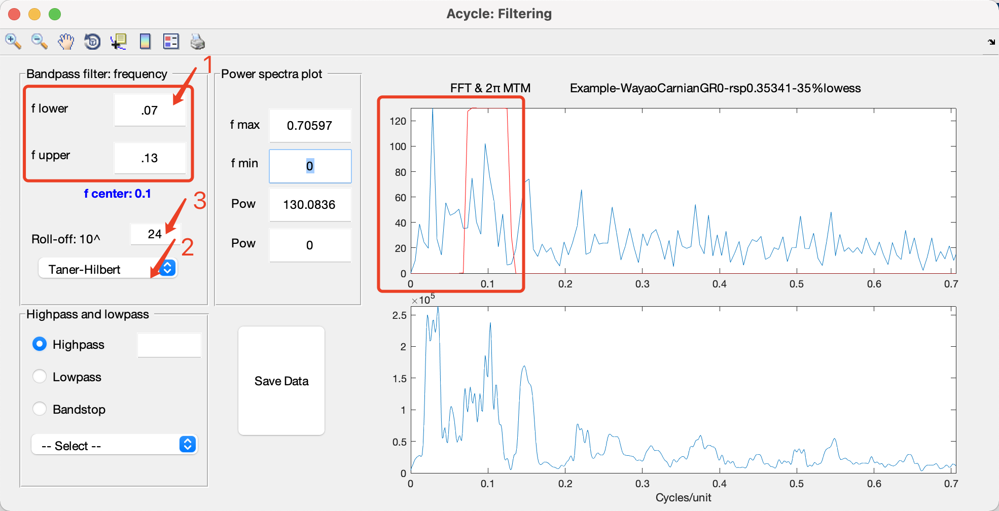 Acycle: Filtering
Bandpass filter: frequency
1
f lower
.07
f upper
.13
f center: 0.1
3
Roll-off: 10^
24
2
Taner-Hilbert
Power spectra plot
f max
0.70597
f min
0
Pow
130.0836
Pow
0
Highpass and lowpass
Highpass
Lowpass
Bandstop
-- Select --
Save Data
FFT & 2π MTM
Example-WayaoCarnianGR0-rsp0.35341-35%lowess
120
100
80
60
40
20
0
0 0.1 0.2 0.3 0.4 0.5 0.6 0.7
×10⁵
2.5
2
1.5
1
0.5
0
0 0.1 0.2 0.3 0.4 0.5 0.6 0.7
Cycles/unit